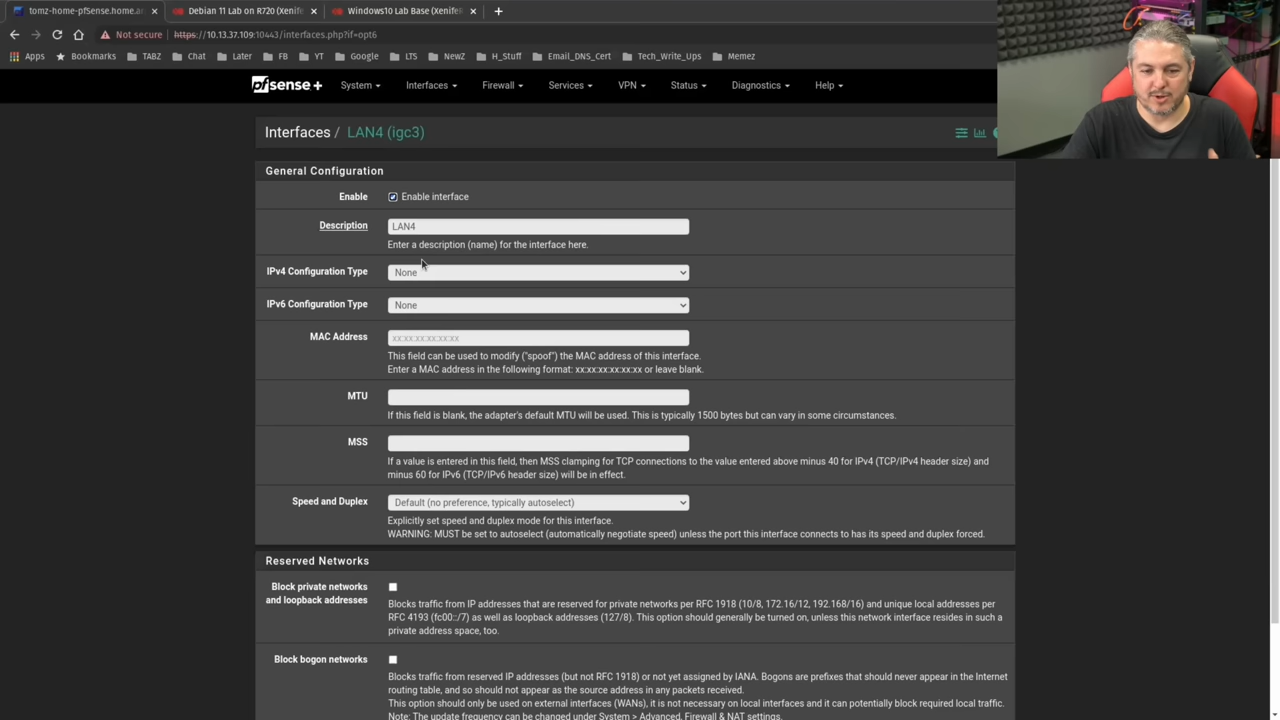 tomz-home-pfSense.home.ar
Debian 11 Lab on R720 (Xenife
Windows10 Lab Base (XenifeR
Not secure
https://10.13.37.109:10443/interfaces.php?if=opt6
Apps
Bookmarks
TABZ
Chat
Later
FB
YT
LTS
NewZ
H_Stuff
Email_DNS_Cert
Tech_Write_Ups
Memez
pfsense +
System
Interfaces
Firewall
Services
VPN
Status
Diagnostics
Help
Interfaces / LAN4 (igc3)
General Configuration
Enable
Enable interface
Description
LAN4
Enter a description (name) for the interface here.
IPv4 Configuration Type
None
IPv6 Configuration Type
None
MAC Address
xx:xx:xx:xx:xx:xx
This field can be used to modify ("spoof") the MAC address of this interface.
Enter a MAC address in the following format: xx:xx:xx:xx:xx:xx or leave blank.
MTU
If this field is blank, the adapter's default MTU will be used. This is typically 1500 bytes but can vary in some circumstances.
MSS
If a value is entered in this field, then MSS clamping for TCP connections to the value entered above minus 40 for IPv4 (TCP/IPv4 header size) and
minus 60 for IPv6 (TCP/IPv6 header size) will be in effect.
Speed and Duplex
Default (no preference, typically autoselect)
Explicitly set speed and duplex mode for this interface.
WARNING: MUST be set to autoselect (automatically negotiate speed) unless the port this interface connects to has its speed and duplex forced.
Reserved Networks
Block private networks
and loopback addresses
Blocks traffic from IP addresses that are reserved for private networks per RFC 1918 (10/8, 172.16/12, 192.168/16) and unique local addresses per
RFC 4193 (fc00::/7) as well as loopback addresses (127/8). This option should generally be turned on, unless this network interface resides in such a
private address space, too.
Block bogon networks
Blocks traffic from reserved IP addresses (but not RFC 1918) or not yet assigned by IANA. Bogons are prefixes that should never appear in the Internet
routing table, and so should not appear as the source address in any packets received.
This option should only be used on external interfaces (WANs), it is not necessary on local interfaces and it can potentially block required local traffic.
Note: The update frequency can be changed under System > Advanced, Firewall & NAT settings.